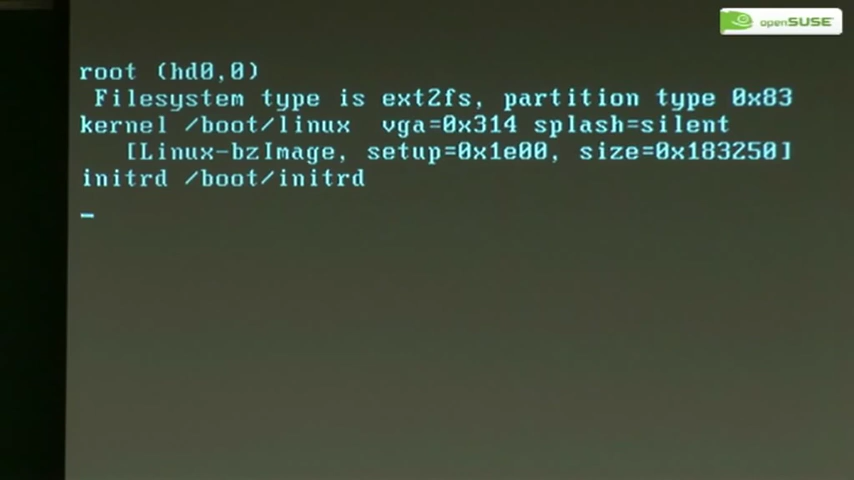 openSUSE
root (hd0,0)
Filesystem type is ext2fs, partition type 0x83
kernel /boot/linux vga=0x314 splash=silent
[Linux-bzImage, setup=0x1e00, size=0x183250]
initrd /boot/initrd
_